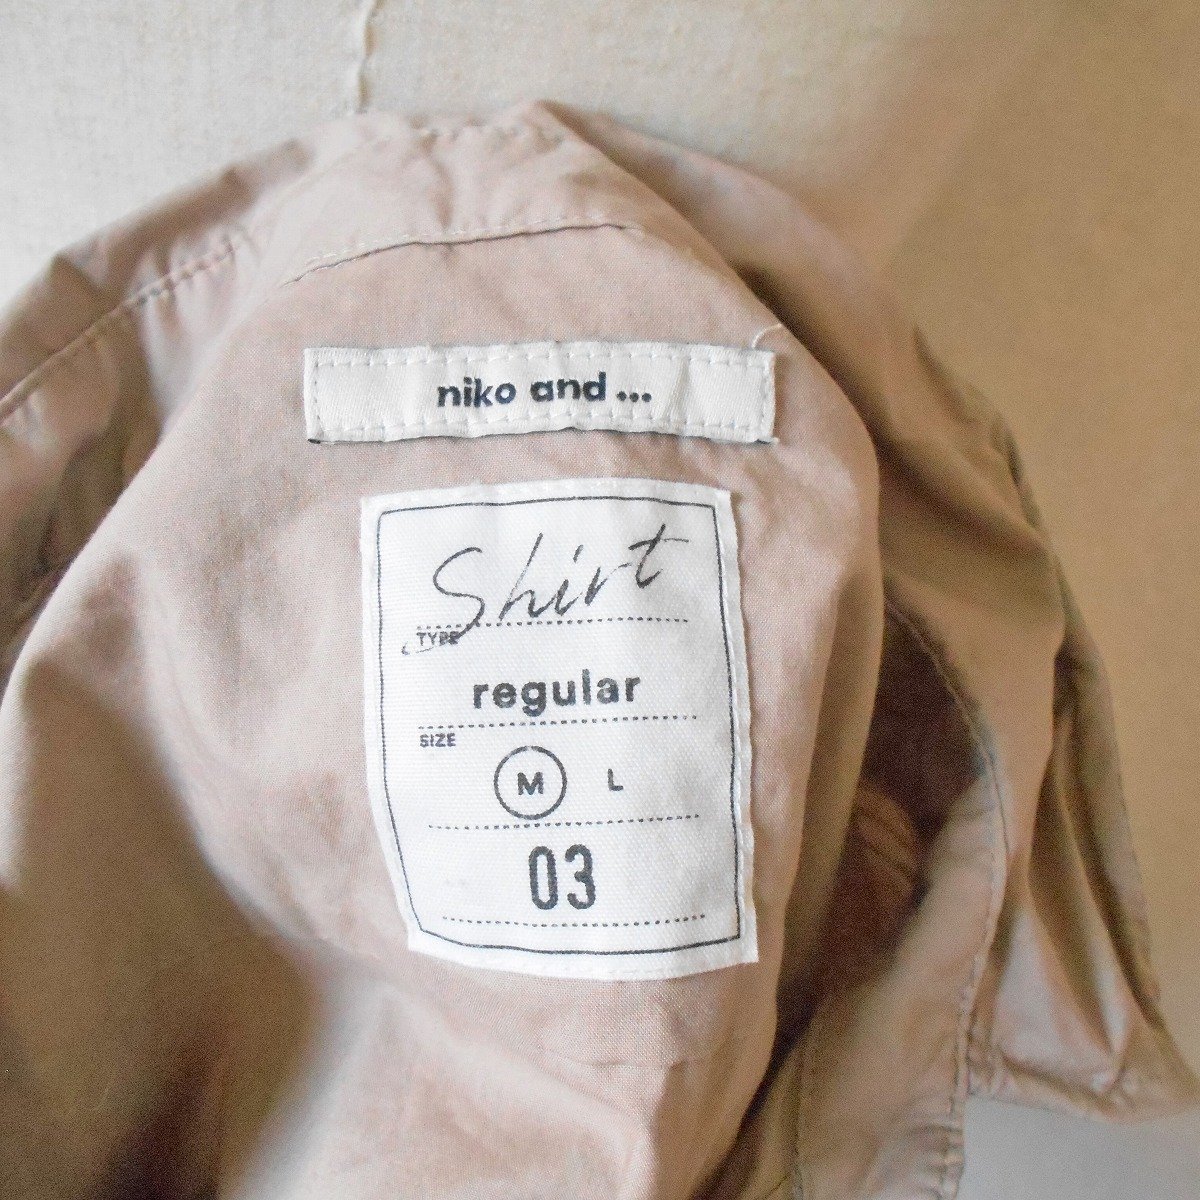 niko and ...
Shirt
TYPE
regular
SIZE
M L
03